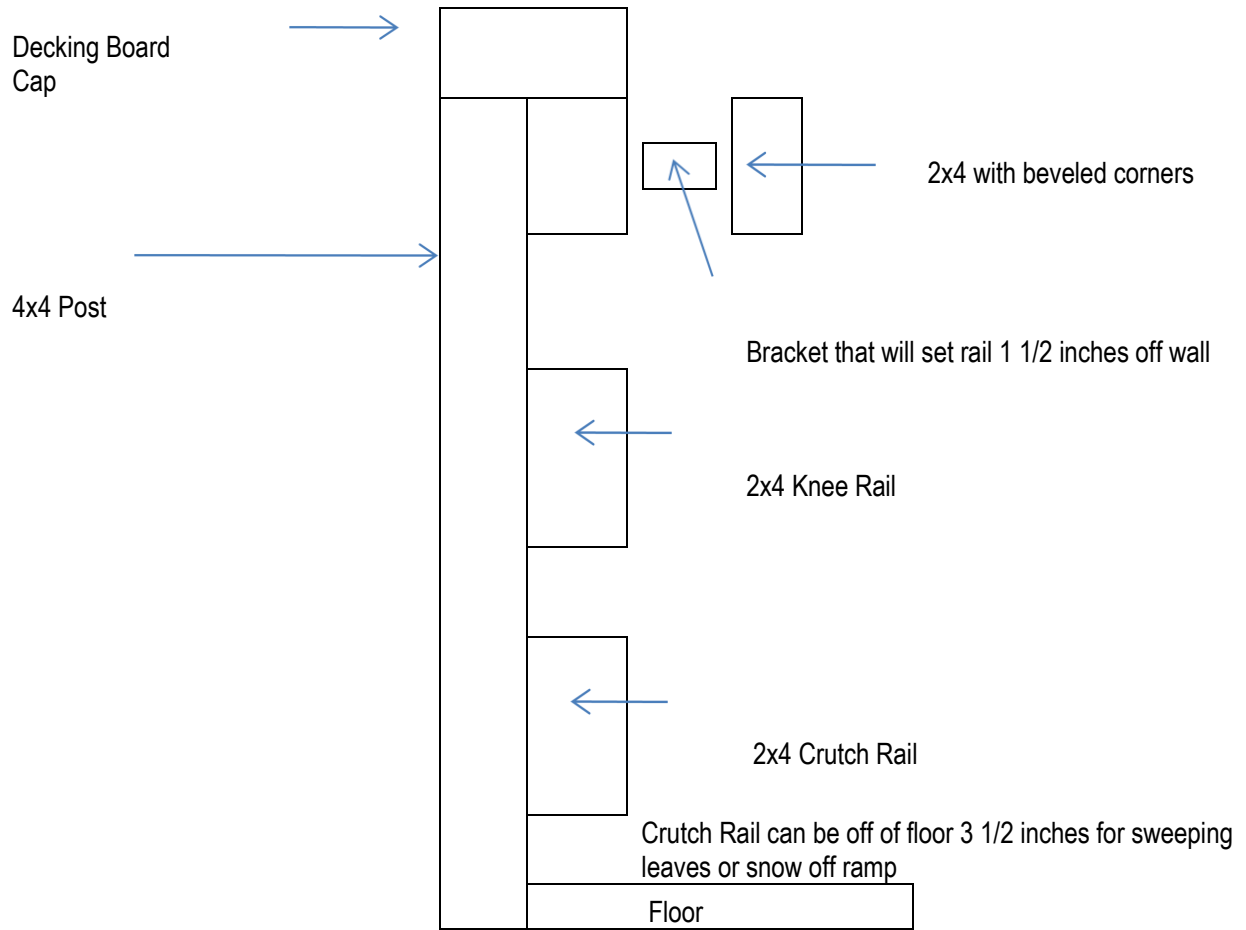 Decking Board
Cap
2x4 with beveled corners
4x4 Post
Bracket that will set rail 1 1/2 inches off wall
2x4 Knee Rail
2x4 Crutch Rail
Crutch Rail can be off of floor 3 1/2 inches for sweeping
leaves or snow off ramp
Floor